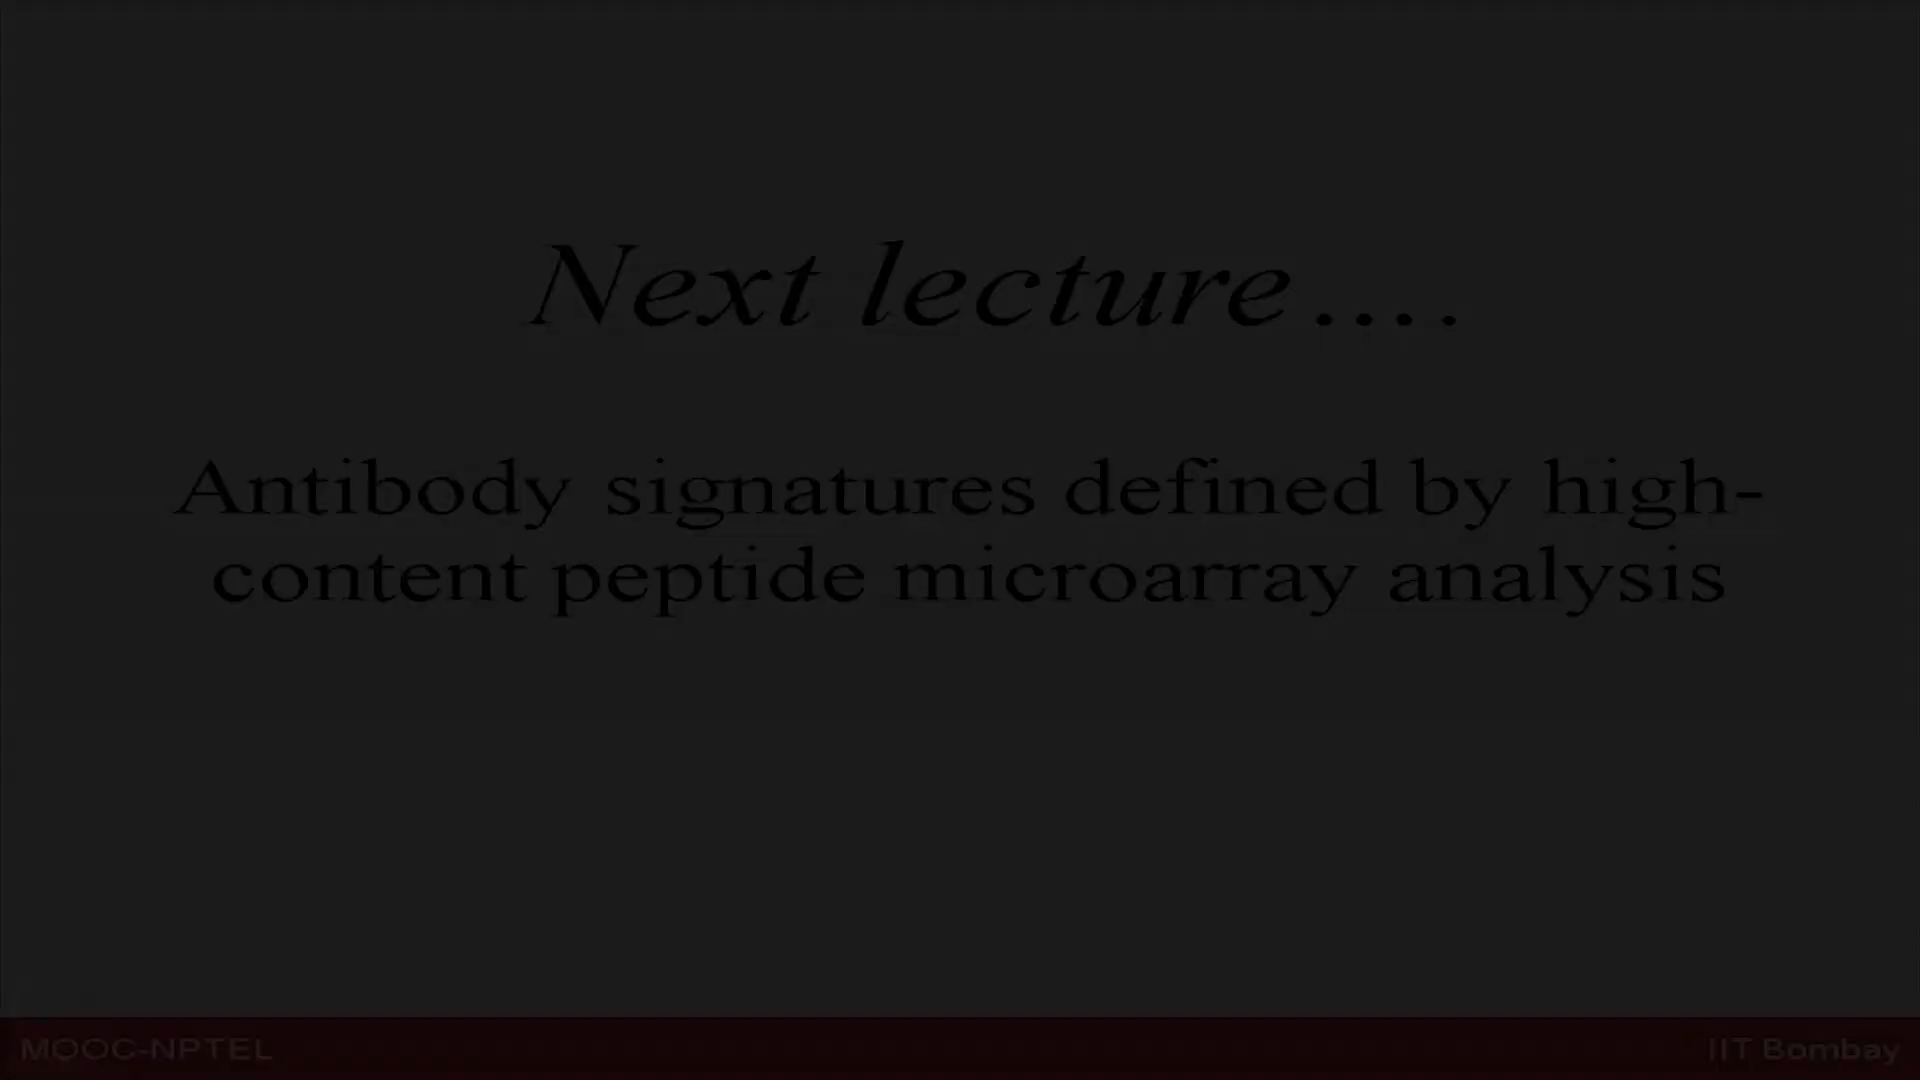 Next lecture....
Antibody signatures defined by high-
content peptide microarray analysis
MOOC-NPTEL
IIT Bombay